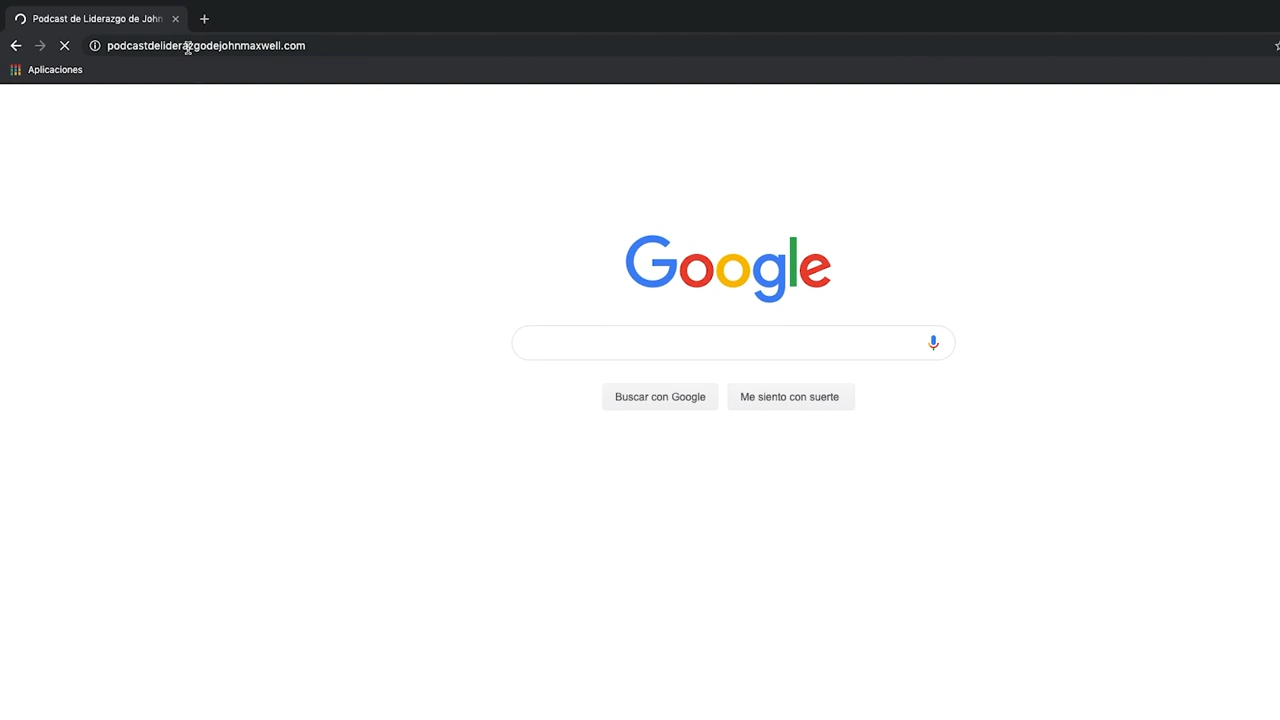 Podcast de Liderazgo de John
podcastdeliderazgodejohnmaxwell.com
Aplicaciones
Google
Buscar con Google
Me siento con suerte